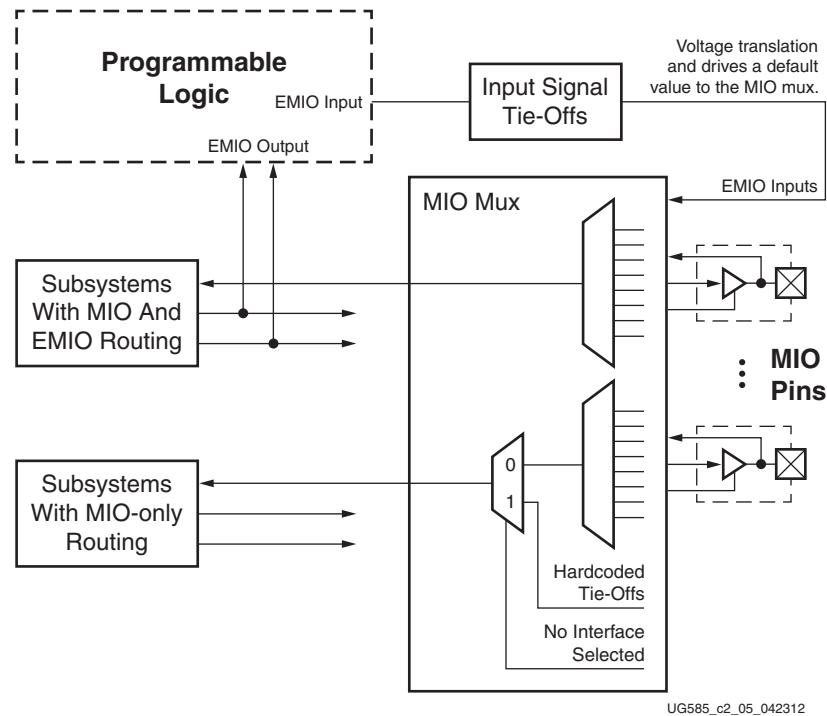 Programmable
Logic
EMIO Input
EMIO Output
Input Signal
Tie-Offs
Voltage translation
and drives a default
value to the MIO mux.
EMIO Inputs
MIO Mux
Subsystems
With MIO And
EMIO Routing
MIO
Pins
Subsystems
With MIO-only
Routing
0
1
Hardcoded
Tie-Offs
No Interface
Selected
UG585_c2_05_042312